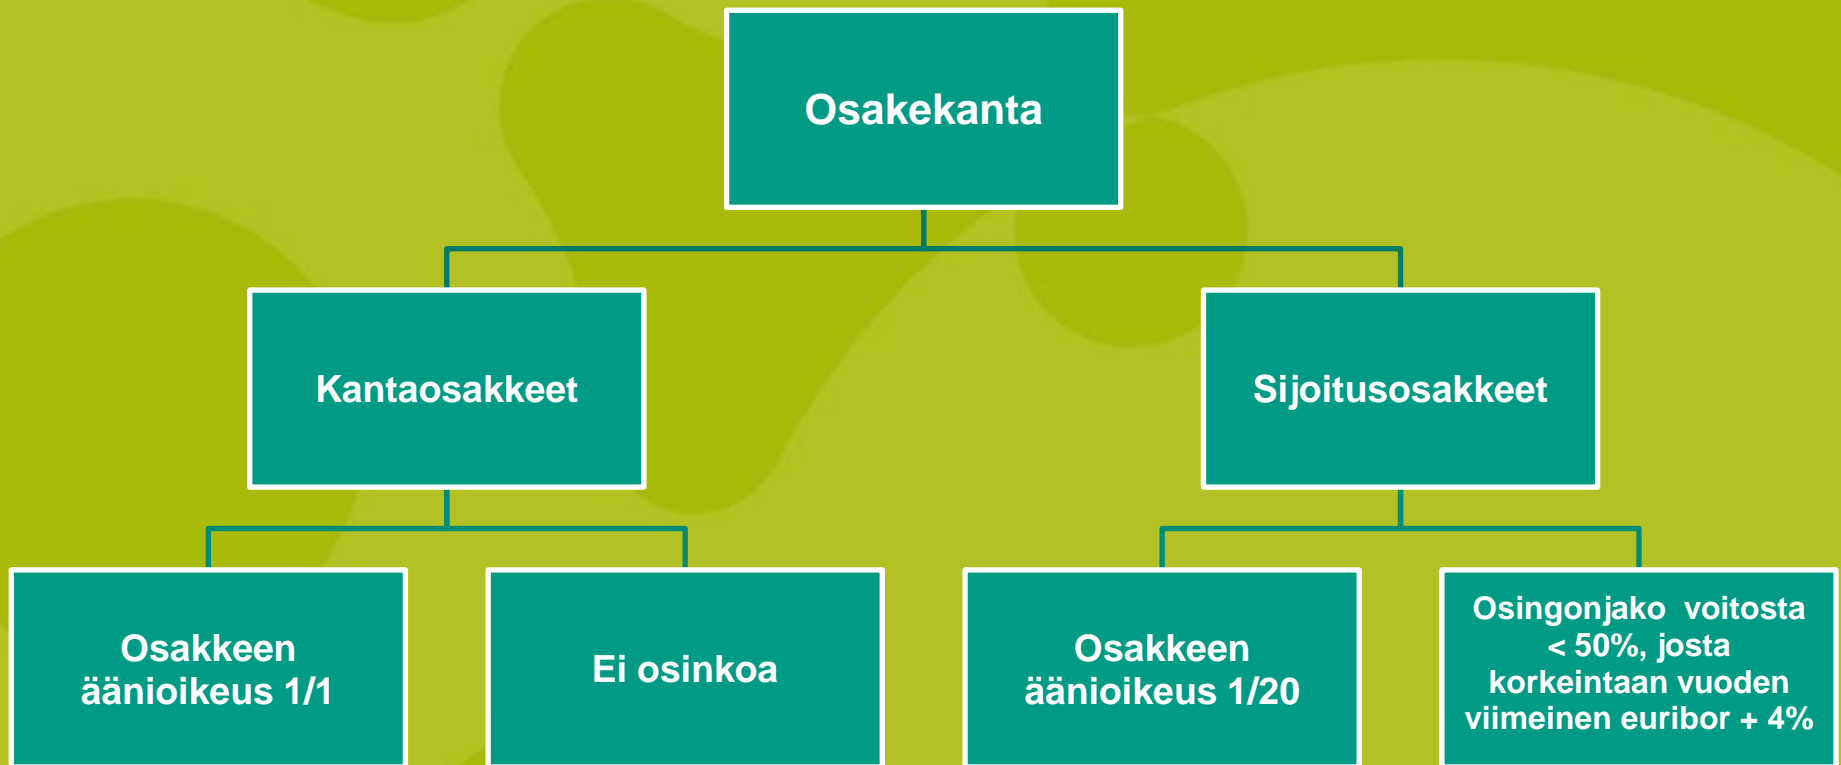 Osakekanta
Kantaosakkeet
Sijoitusosakkeet
Osakkeen
äänioikeus 1/1
Ei osinkoa
Osakkeen
äänioikeus 1/20
Osingonjako voitosta
< 50%, josta
korkeintaan vuoden
viimeinen euribor + 4%